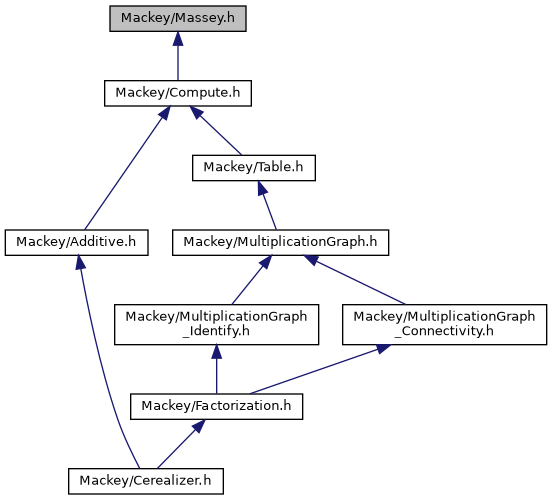 Mackey/Massey.h
Mackey/Compute.h
Mackey/Table.h
Mackey/Additive.h
Mackey/MultiplicationGraph.h
Mackey/MultiplicationGraph
_Identify.h
Mackey/MultiplicationGraph
_Connectivity.h
Mackey/Factorization.h
Mackey/Cerealizer.h